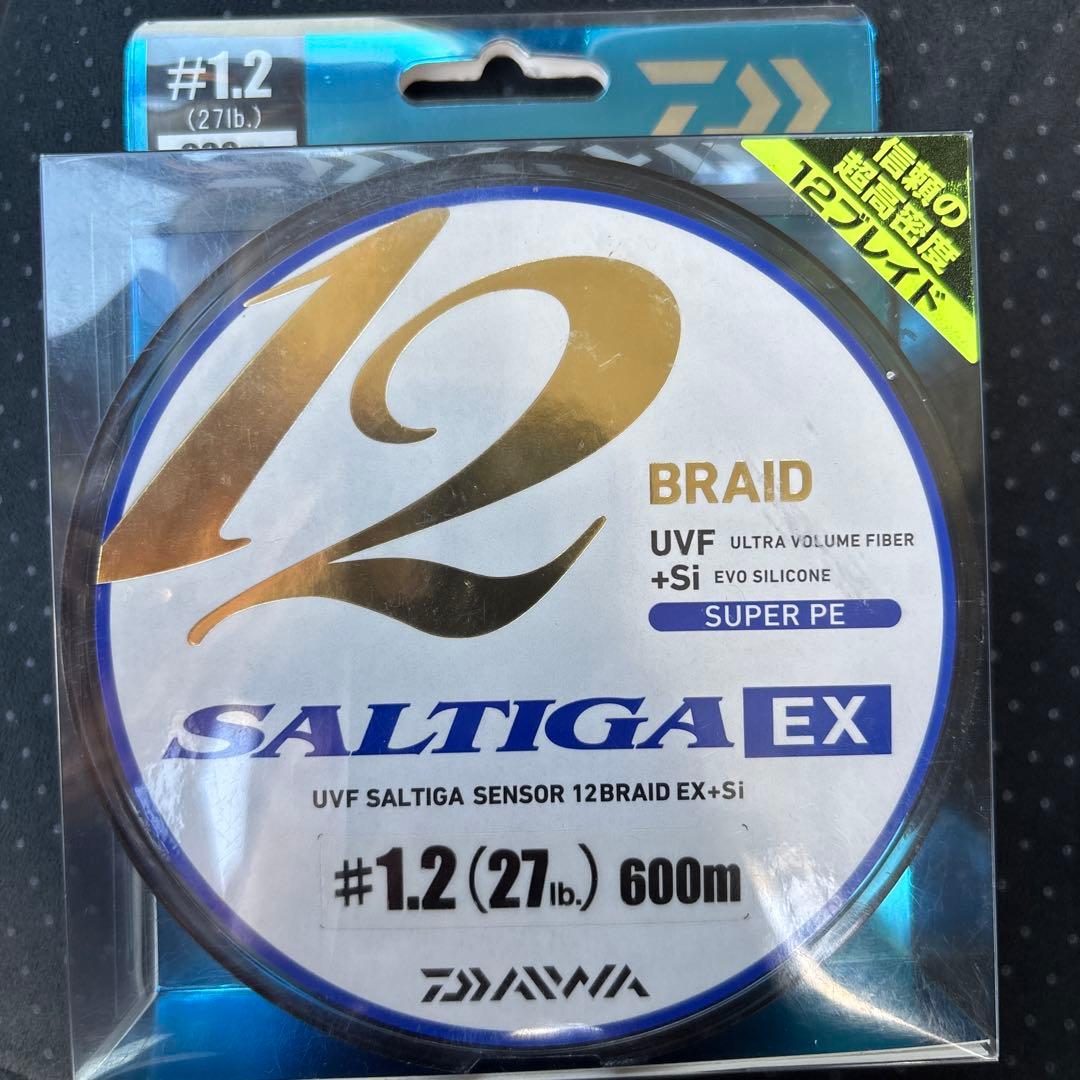 #1.2
(27lb.)
信頼の
超高密度
12ブレイド
12
BRAID
UVF ULTRA VOLUME FIBER
+Si EVO SILICONE
SUPER PE
SALTIGA EX
UVF SALTIGA SENSOR 12BRAID EX+Si
#1.2(27lb.) 600m
DAIWA